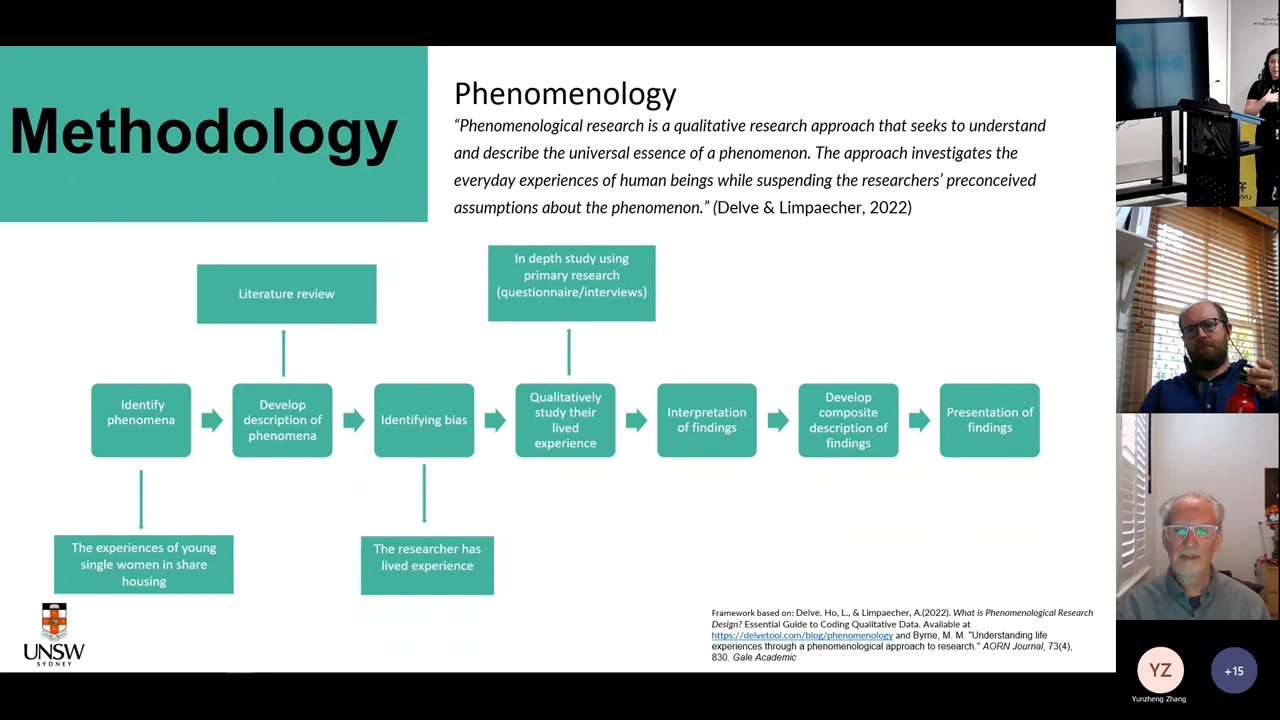 Methodology
Phenomenology
“Phenomenological research is a qualitative research approach that seeks to understand
and describe the universal essence of a phenomenon. The approach investigates the
everyday experiences of human beings while suspending the researchers’ preconceived
assumptions about the phenomenon.” (Delve & Limpaecher, 2022)
Literature review
In depth study using
primary research
(questionnaire/interviews)
Identify
phenomena
Develop
description of
phenomena
Identifying bias
Qualitatively
study their
lived
experience
Interpretation
of findings
Develop
composite
description of
findings
Presentation of
findings
The experiences of young
single women in share
housing
The researcher has
lived experience
UNSW
SYDNEY
Framework based on: Delve. Ho, L., & Limpaecher, A.(2022). What is Phenomenological Research
Design? Essential Guide to Coding Qualitative Data. Available at
https://delvetool.com/blog/phenomenology and Byrne, M. M. "Understanding life
experiences through a phenomenological approach to research." AORN Journal, 73(4),
830. Gale Academic
YZ
Yunzheng Zhang
+15